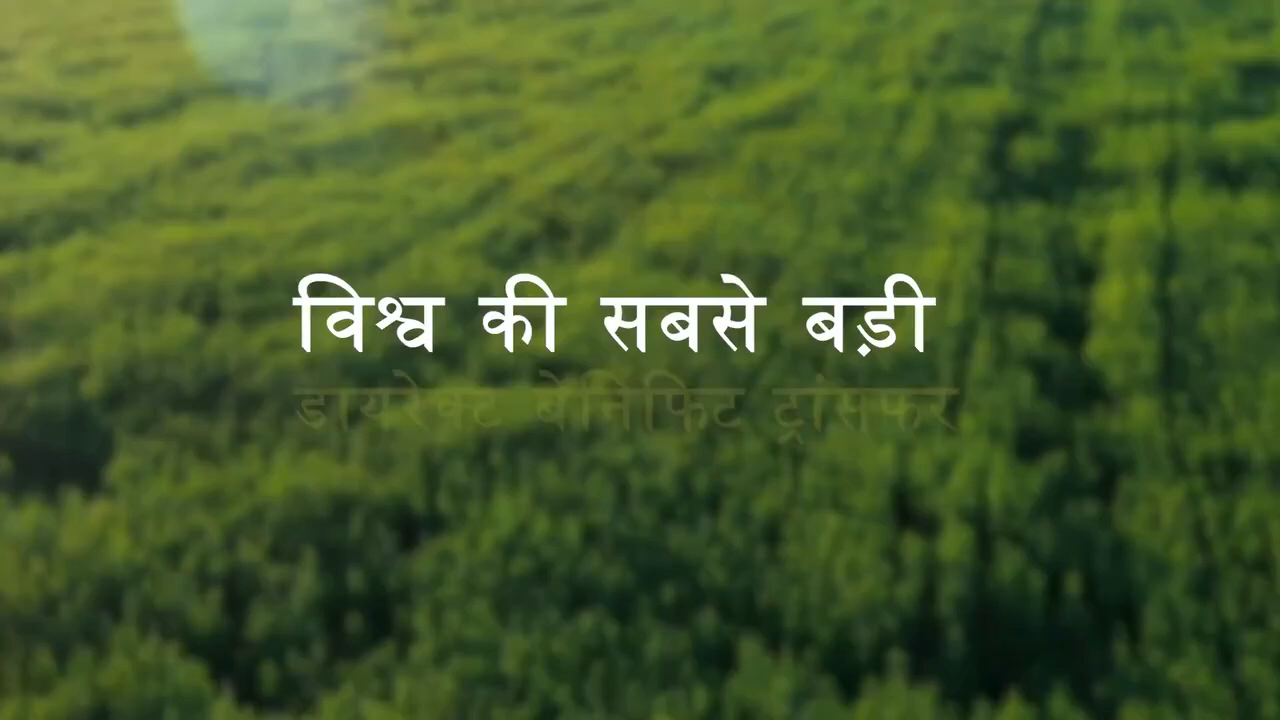 विश्व की सबसे बड़ी
डायरेक्ट बेनिफिट ट्रांसफर